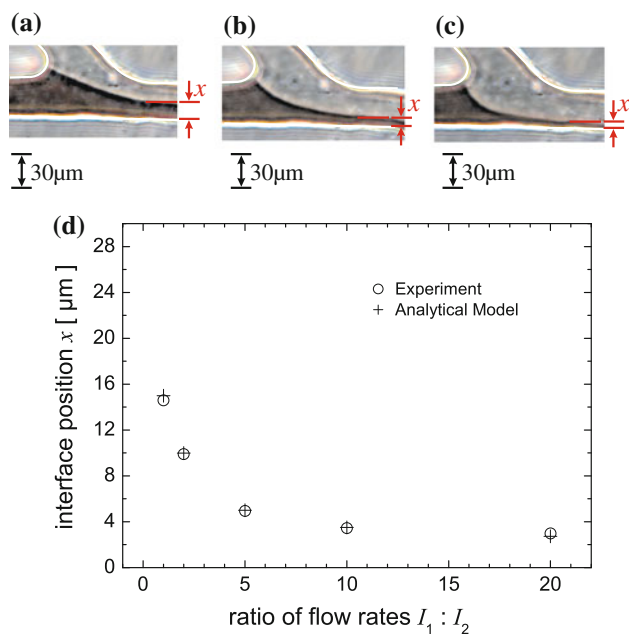 (a)
(b)
(c)
x
x
x
30μm
30μm
30μm
(d)
28
24
20
16
12
8
4
0
interface position x [ μm ]
Experiment
Analytical Model
0 5 10 15 20
ratio of flow rates I₁ : I₂